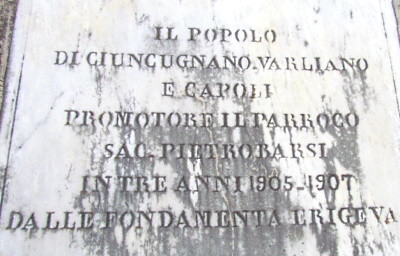 IL POPOLO
DI GIUNCUGNANO, VARLIANO
E CAPOLI
PROMOTORE IL PARROCO
SAC. PIETRO BARSI
IN TRE ANNI 1905-1907
DALLE FONDAMENTA ERIGEVA